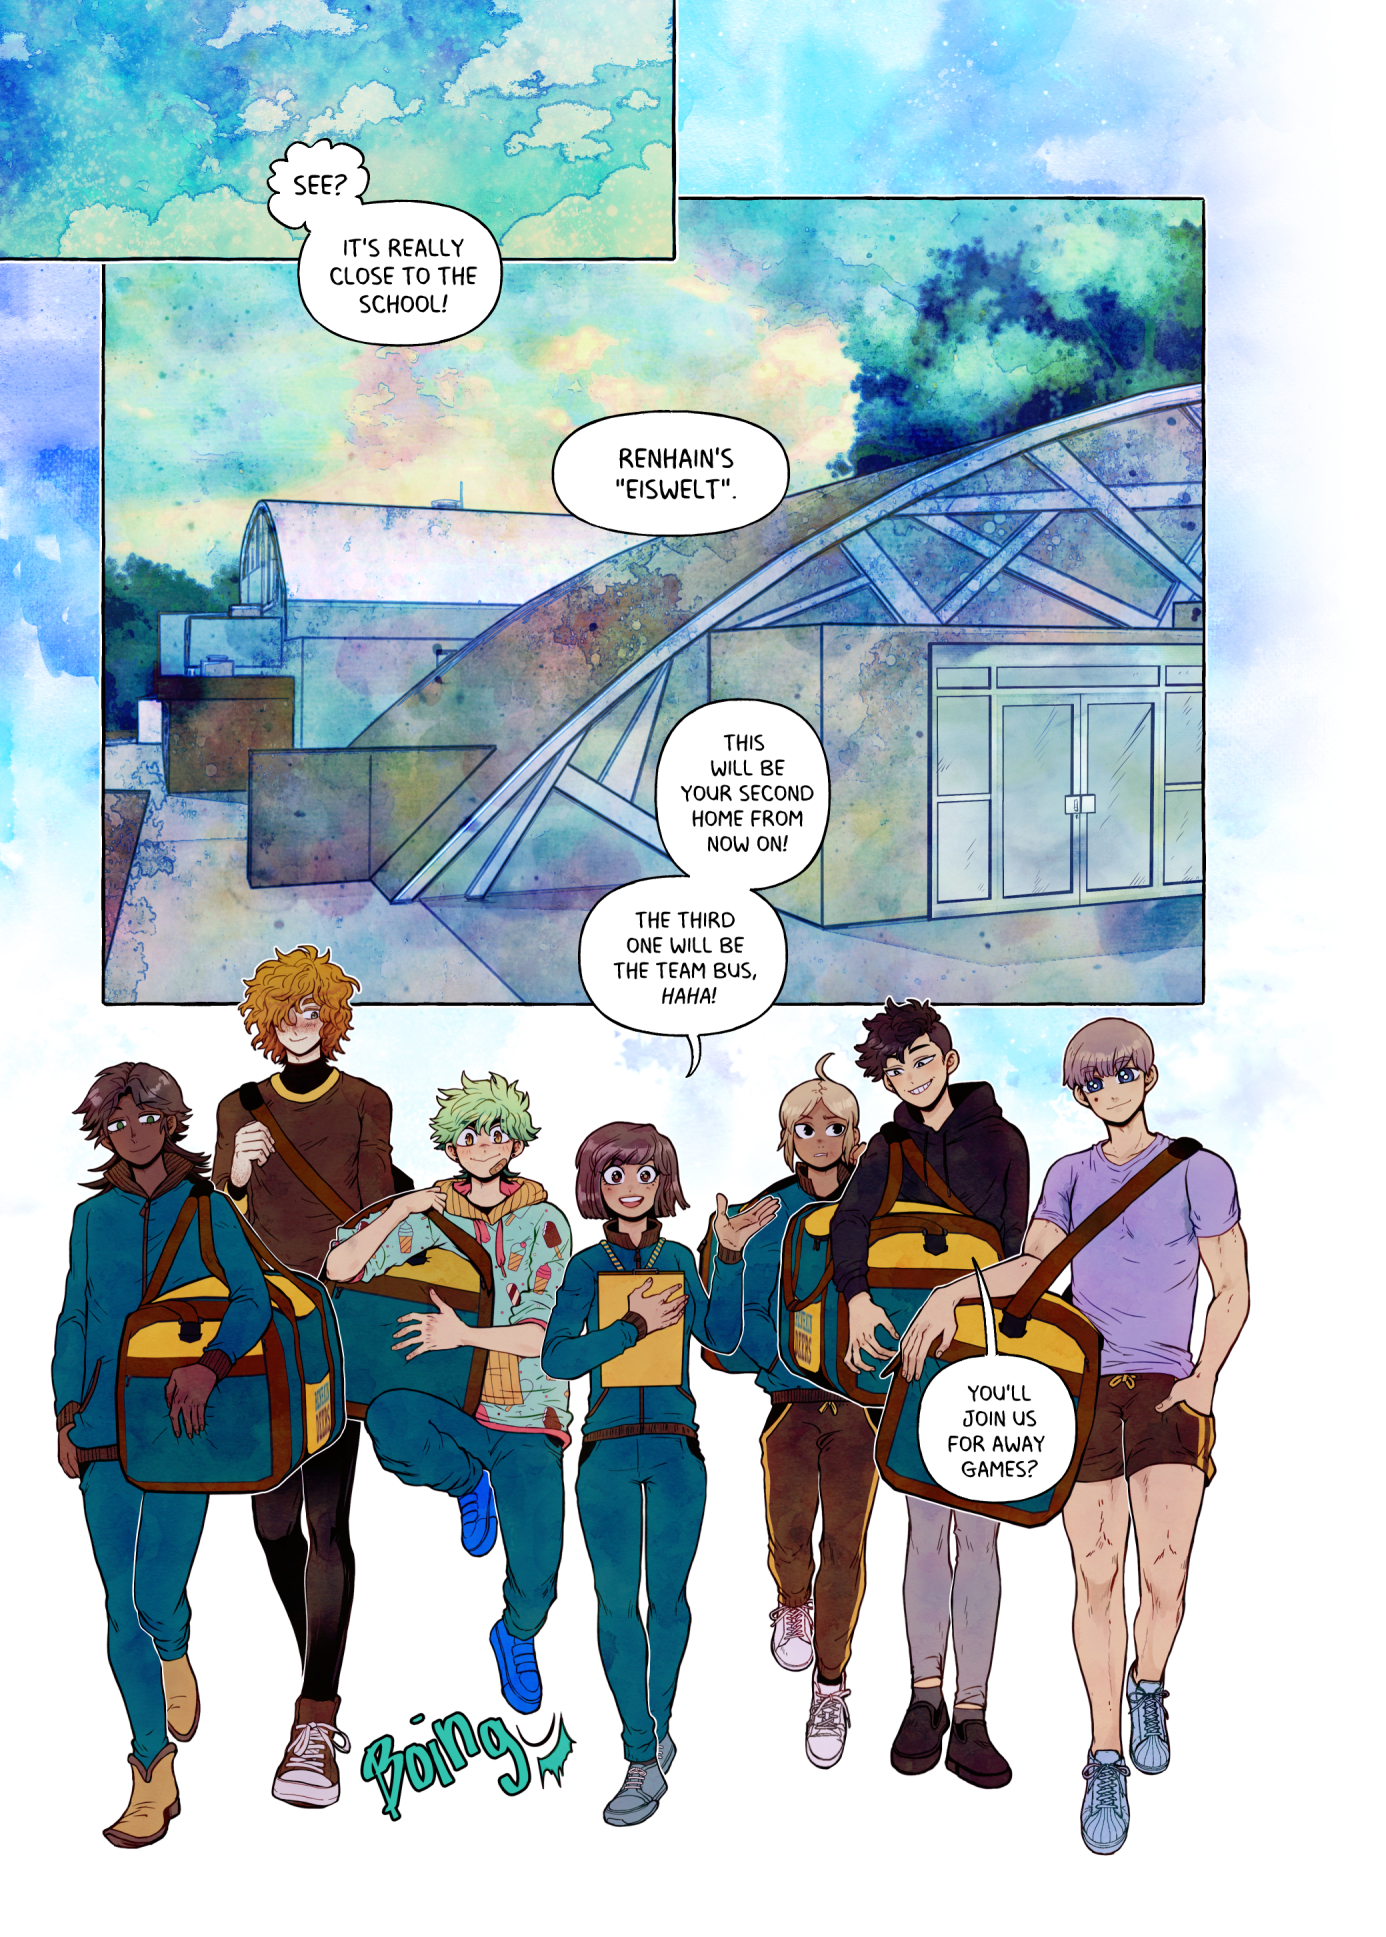 SEE?
IT'S REALLY
CLOSE TO THE
SCHOOL!
RENHAIN'S
"EISWELT".
THIS
WILL BE
YOUR SECOND
HOME FROM
NOW ON!
THE THIRD
ONE WILL BE
THE TEAM BUS,
HAHA!
YOU'LL
JOIN US
FOR AWAY
GAMES?
Boing